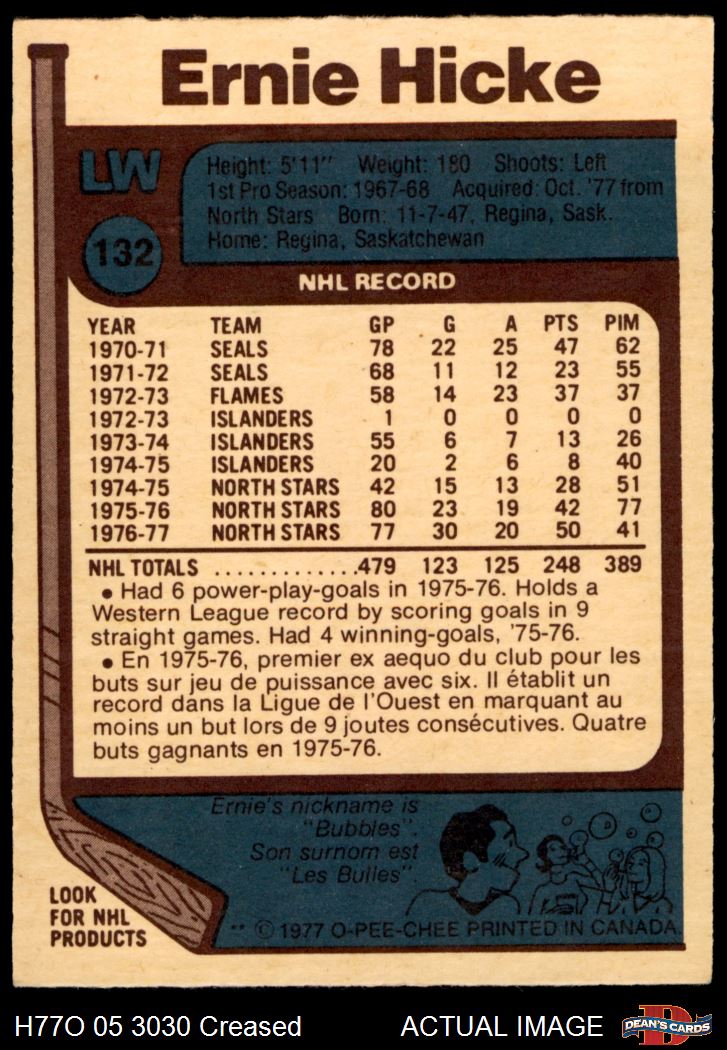 Ernie Hicke
LW
Height: 5'11" Weight: 180 Shoots: Left
1st Pro Season: 1967-68 Acquired: Oct. '77 from
North Stars Born: 11-7-47, Regina, Sask.
Home: Regina, Saskatchewan
132
NHL RECORD
YEAR TEAM GP G A PTS PIM
1970-71 SEALS 78 22 25 47 62
1971-72 SEALS 68 11 12 23 55
1972-73 FLAMES 58 14 23 37 37
1972-73 ISLANDERS 1 0 0 0 0
1973-74 ISLANDERS 55 6 7 13 26
1974-75 ISLANDERS 20 2 6 8 40
1974-75 NORTH STARS 42 15 13 28 51
1975-76 NORTH STARS 80 23 19 42 77
1976-77 NORTH STARS 77 30 20 50 41
NHL TOTALS .............479 123 125 248 389
• Had 6 power-play-goals in 1975-76. Holds a
Western League record by scoring goals in 9
straight games. Had 4 winning-goals, '75-76.
• En 1975-76, premier ex aequo du club pour les
buts sur jeu de puissance avec six. Il établit un
record dans la Ligue de l'Ouest en marquant au
moins un but lors de 9 joutes consécutives. Quatre
buts gagnants en 1975-76.
Ernie's nickname is
"Bubbles".
Son surnom est
"Les Bulles".
LOOK
FOR NHL
PRODUCTS
** © 1977 O-PEE-CHEE PRINTED IN CANADA.
H77O 05 3030 Creased ACTUAL IMAGE
D
DEAN'S CARDS